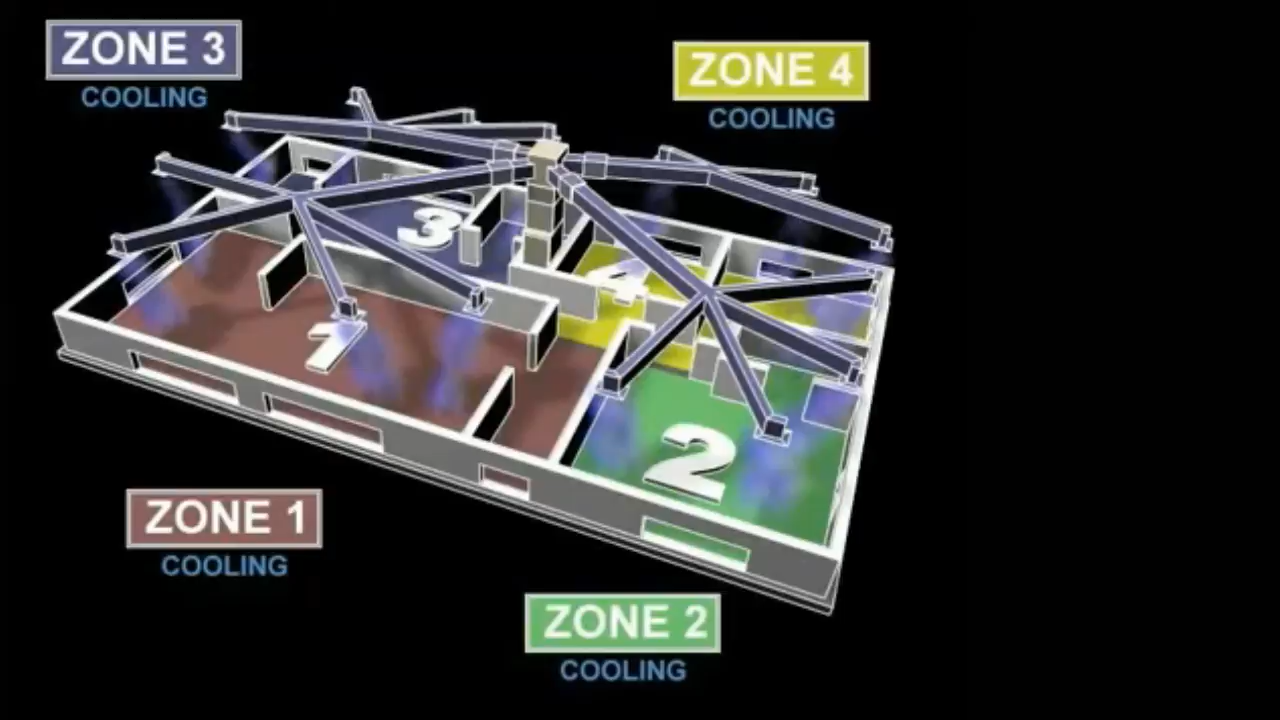 ZONE 3
COOLING
ZONE 4
COOLING
3
4
1
2
ZONE 1
COOLING
ZONE 2
COOLING